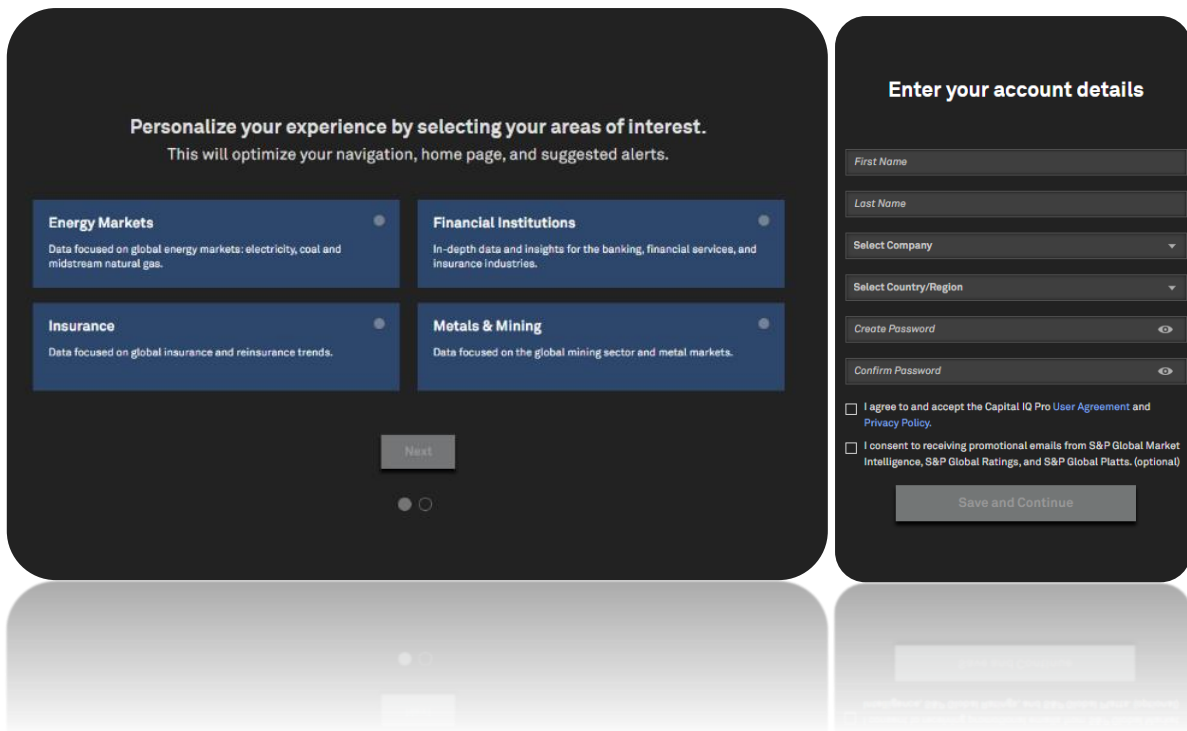 Personalize your experience by selecting your areas of interest.
This will optimize your navigation, home page, and suggested alerts.
Energy Markets
Data focused on global energy markets: electricity, coal and
midstream natural gas.
Financial Institutions
In-depth data and insights for the banking, financial services, and
insurance industries.
Insurance
Data focused on global insurance and reinsurance trends.
Metals & Mining
Data focused on the global mining sector and metal markets.
Next
Enter your account details
First Name
Last Name
Select Company
Select Country/Region
Create Password
Confirm Password
I agree to and accept the Capital IQ Pro User Agreement and
Privacy Policy.
I consent to receiving promotional emails from S&P Global Market
Intelligence, S&P Global Ratings, and S&P Global Platts. (optional)
Save and Continue